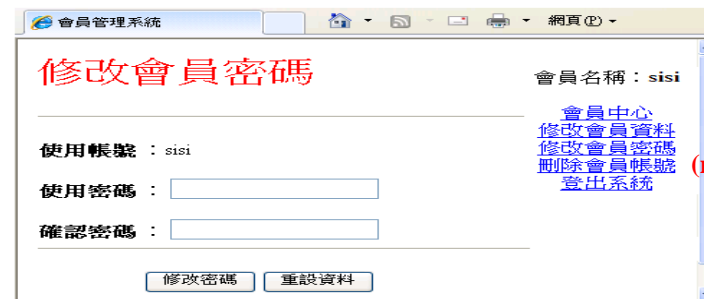 會員管理系統
網頁(P)
修改會員密碼
會員名稱：sisi
會員中心
修改會員資料
修改會員密碼
刪除會員帳號
登出系統
使用帳號：sisi
使用密碼：
確認密碼：
修改密碼 重設資料